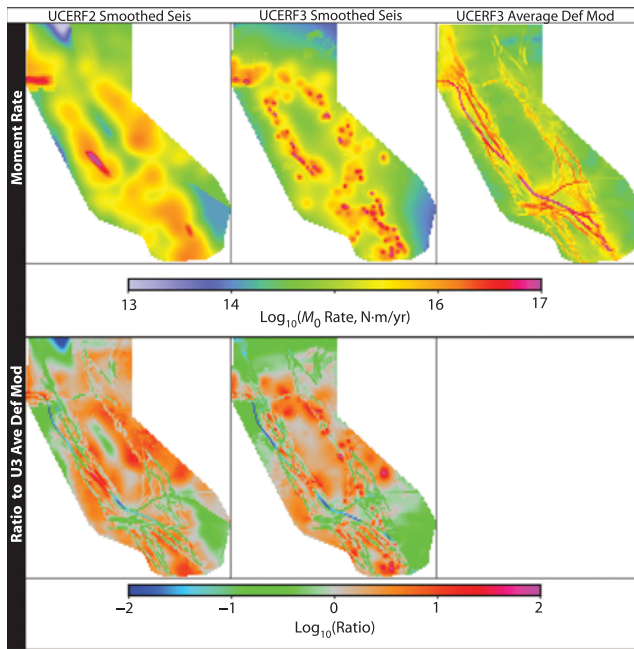 UCERF2 Smoothed Seis UCERF3 Smoothed Seis UCERF3 Average Def Mod
Moment Rate
13 14 15 16 17
Log10(M0 Rate, N·m/yr)
Ratio to U3 Ave Def Mod
−2 −1 0 1 2
Log10(Ratio)